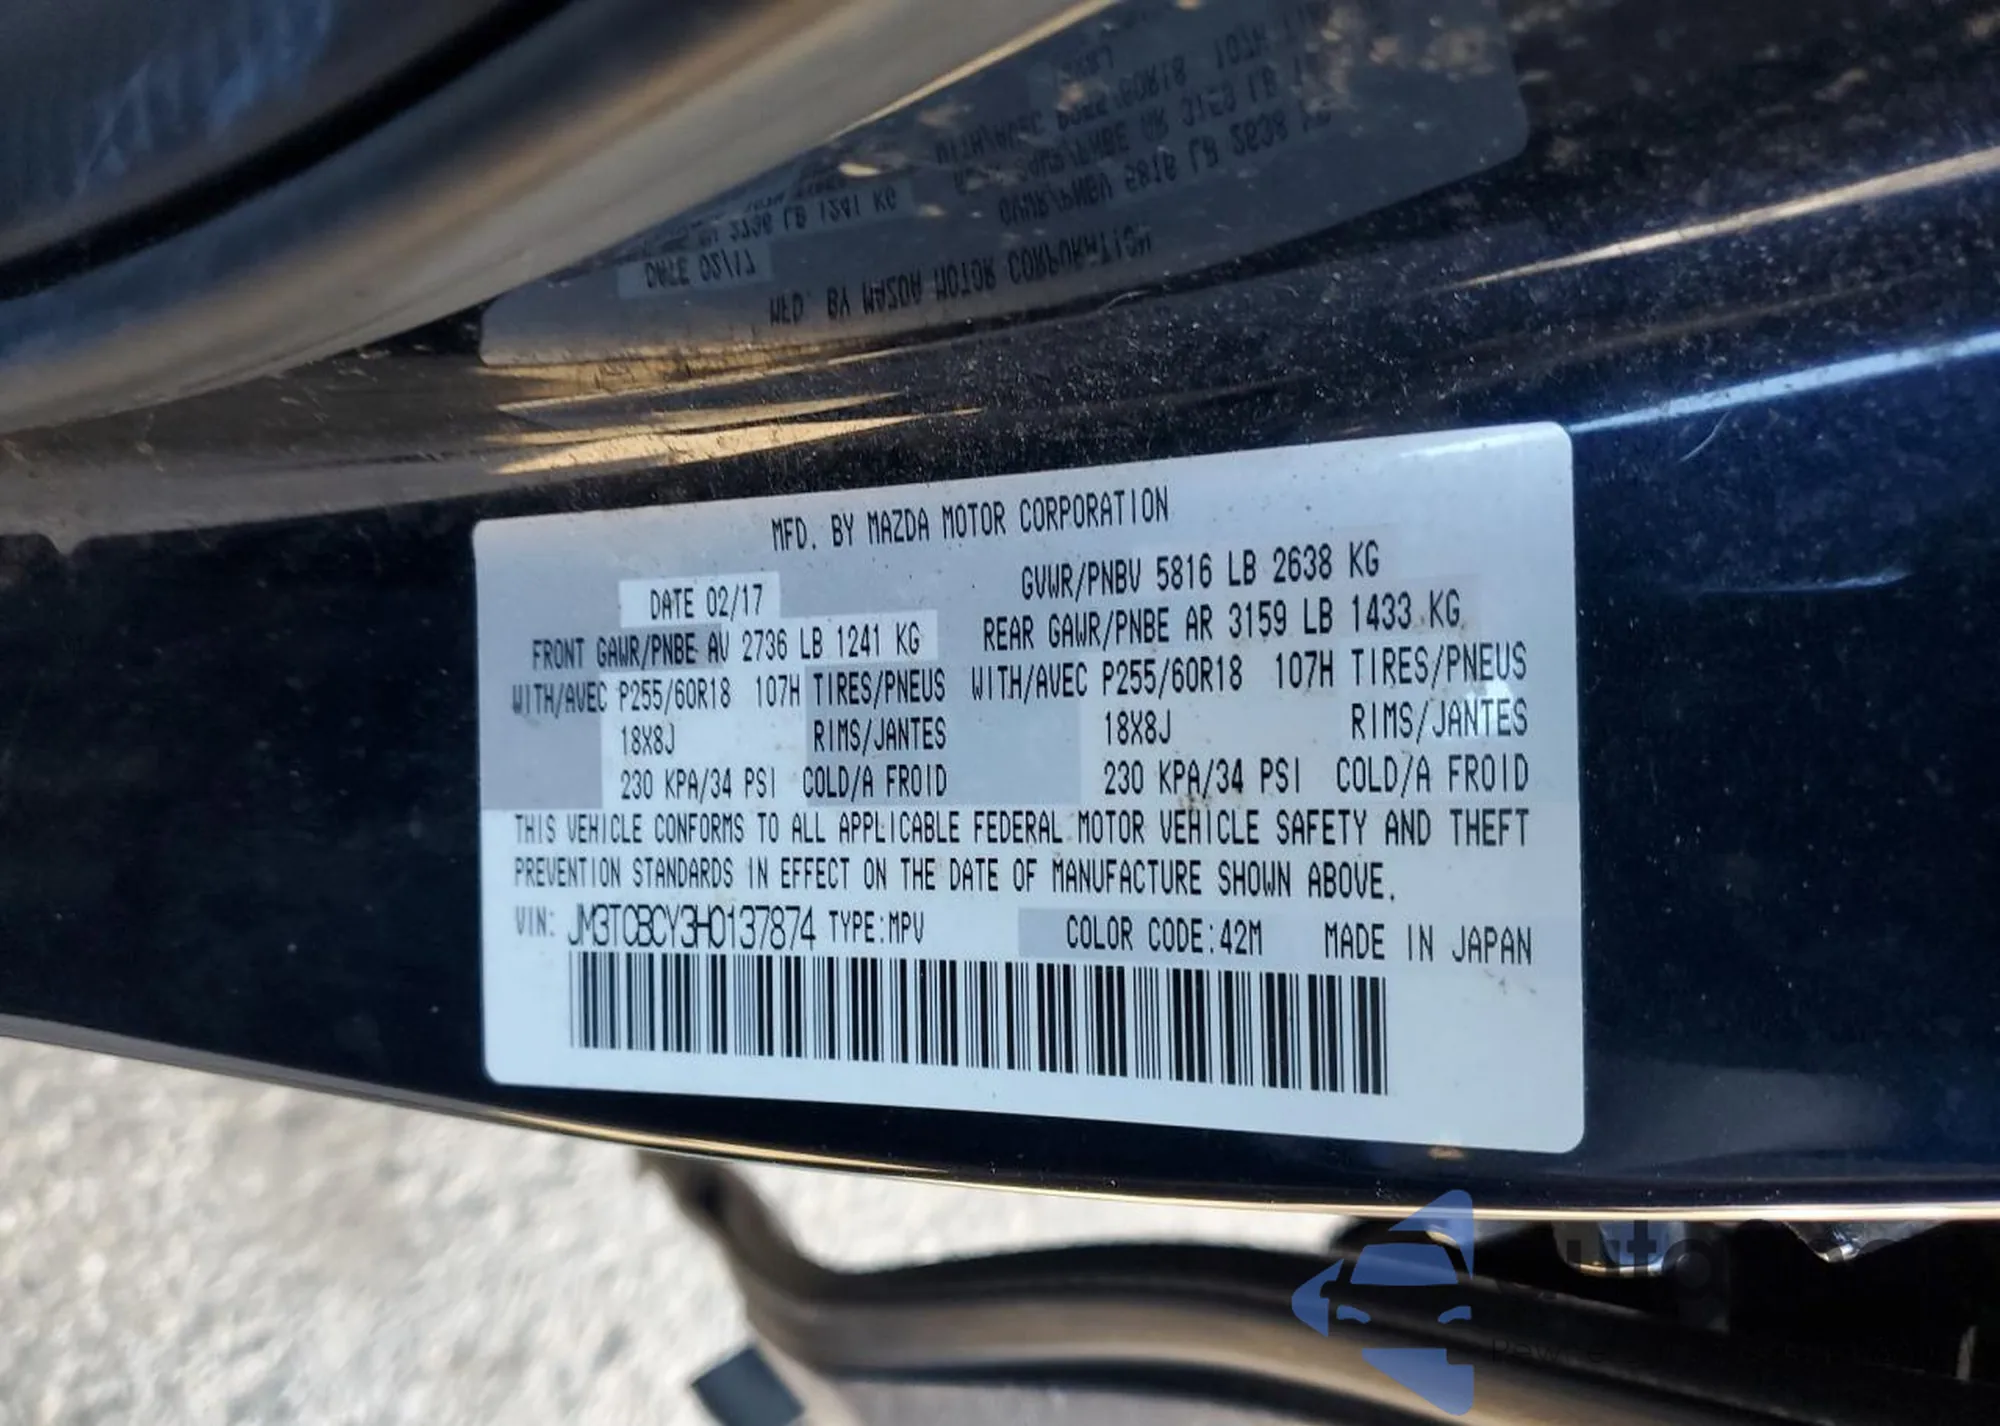 MFD. BY MAZDA MOTOR CORPORATION
DATE 02/17 GVWR/PNBV 5816 LB 2638 KG
FRONT GAWR/PNBE AV 2736 LB 1241 KG REAR GAWR/PNBE AR 3159 LB 1433 KG
WITH/AVEC P255/60R18 107H TIRES/PNEUS WITH/AVEC P255/60R18 107H TIRES/PNEUS
18X8J RIMS/JANTES 18X8J RIMS/JANTES
230 KPA/34 PSI COLD/A FROID 230 KPA/34 PSI COLD/A FROID
THIS VEHICLE CONFORMS TO ALL APPLICABLE FEDERAL MOTOR VEHICLE SAFETY AND THEFT
PREVENTION STANDARDS IN EFFECT ON THE DATE OF MANUFACTURE SHOWN ABOVE.
VIN: JM3TCBCY3H0137874 TYPE:MPV COLOR CODE:42M MADE IN JAPAN